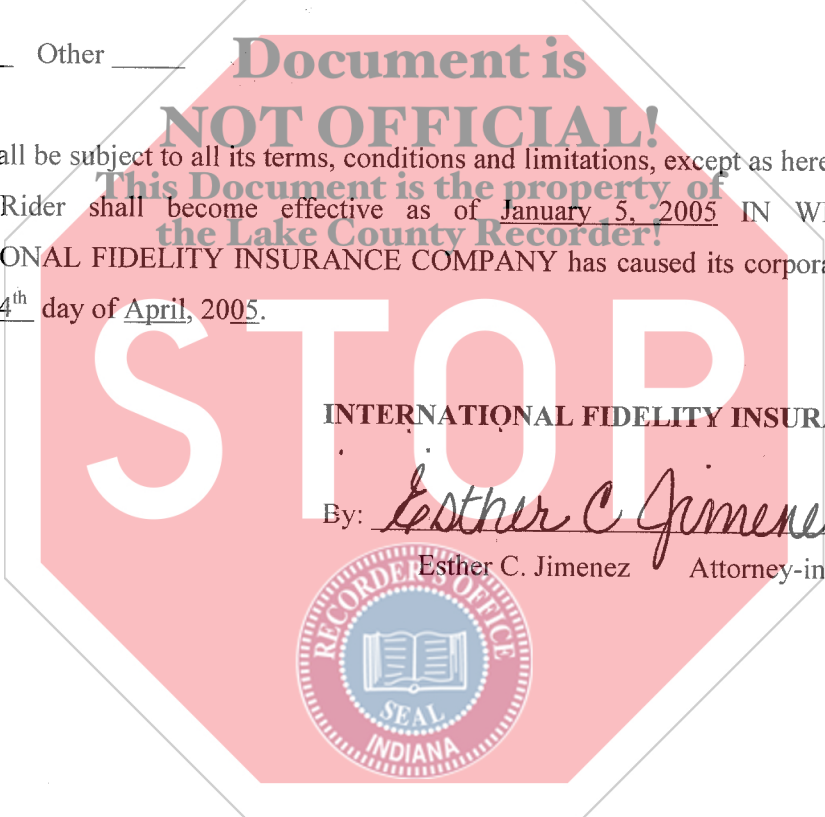 Other
Document is
NOT OFFICIAL!
all be subject to all its terms, conditions and limitations, except as here
This Document is the property of
Rider shall become effective as of January 5, 2005 IN WI
the Lake County Recorder!
ONAL FIDELITY INSURANCE COMPANY has caused its corpora
4th day of April, 2005.
STOP
INTERNATIONAL FIDELITY INSURA
By: Esther C Jimene
Esther C. Jimenez Attorney-in
RECORDER'S OFFICE
SEAL
INDIANA